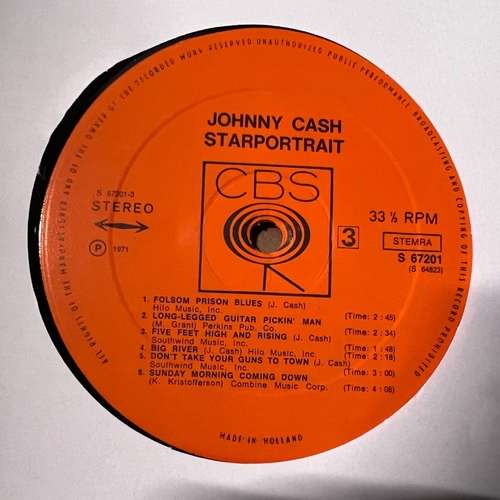 ALL RIGHTS OF THE MANUFACTURER AND OF THE OWNER OF THE RECORDED WORK RESERVED UNAUTHORIZED PUBLIC PERFORMANCE, BROADCASTING AND COPYING OF THIS RECORD PROHIBITED
JOHNNY CASH
STARPORTRAIT
CBS
S 67201-3
STEREO
P 1971
3
33 ⅓ RPM
STEMRA
S 67201
(S 64823)
1. FOLSOM PRISON BLUES (J. Cash)
Hilo Music, Inc. (Time: 2:45)
2. LONG-LEGGED GUITAR PICKIN' MAN
(M. Grant) Perkins Pub. Co. (Time: 2:34)
3. FIVE FEET HIGH AND RISING (J. Cash)
Southwind Music, Inc. (Time: 1:48)
4. BIG RIVER (J. Cash) Hilo Music, Inc. (Time: 2:18)
5. DON'T TAKE YOUR GUNS TO TOWN (J. Cash)
Southwind Music, Inc. (Time: 3:00)
6. SUNDAY MORNING COMING DOWN
(K. Kristofferson) Combine Music Corp. (Time: 4:08)
MADE IN HOLLAND